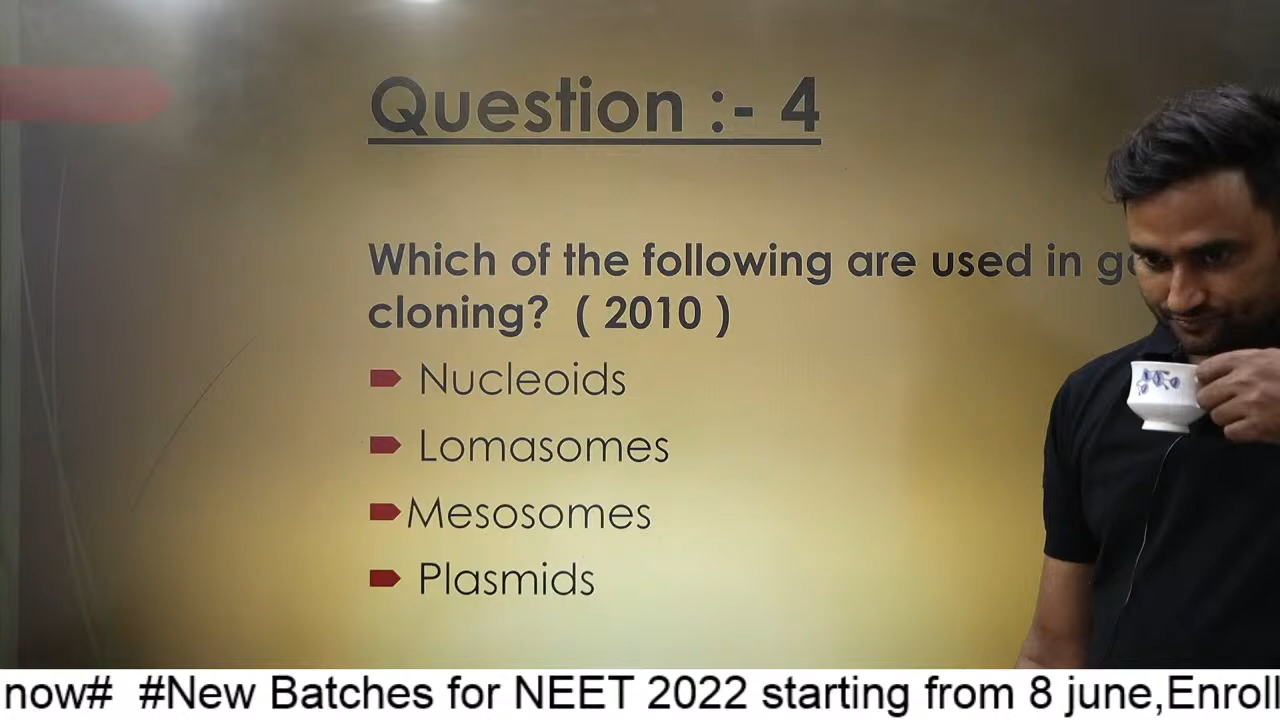 Question :- 4
Which of the following are used in
cloning? ( 2010 )
Nucleoids
Lomasomes
Mesosomes
Plasmids
now# #New Batches for NEET 2022 starting from 8 june,Enroll